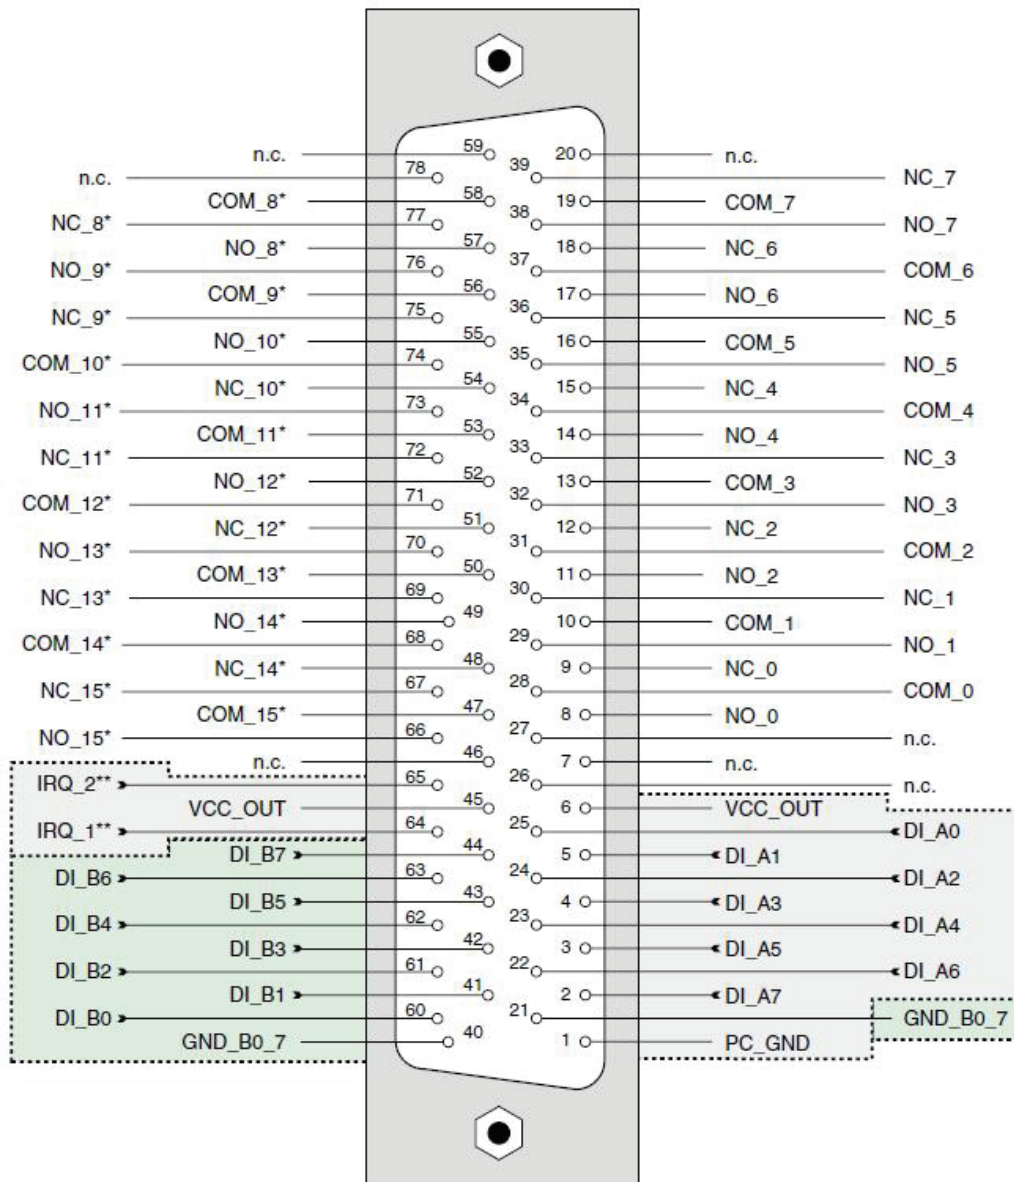 n.c. 59 20 n.c.
n.c. 78 39 NC_7
COM_8* 58 19 COM_7
NC_8* 77 38 NO_7
NO_8* 57 18 NC_6
NO_9* 76 37 COM_6
COM_9* 56 17 NO_6
NC_9* 75 36 NC_5
NO_10* 55 16 COM_5
COM_10* 74 35 NO_5
NC_10* 54 15 NC_4
NO_11* 73 34 COM_4
COM_11* 53 14 NO_4
NC_11* 72 33 NC_3
NO_12* 52 13 COM_3
COM_12* 71 32 NO_3
NC_12* 51 12 NC_2
NO_13* 70 31 COM_2
COM_13* 50 11 NO_2
NC_13* 69 30 NC_1
NO_14* 49 10 COM_1
COM_14* 68 29 NO_1
NC_14* 48 9 NC_0
NC_15* 67 28 COM_0
COM_15* 47 8 NO_0
NO_15* 66 27 n.c.
n.c. 46 7 n.c.
IRQ_2** 65 26 n.c.
VCC_OUT 45 6 VCC_OUT
IRQ_1** 64 25 DI_A0
DI_B7 44 5 DI_A1
DI_B6 63 24 DI_A2
DI_B5 43 4 DI_A3
DI_B4 62 23 DI_A4
DI_B3 42 3 DI_A5
DI_B2 61 22 DI_A6
DI_B1 41 2 DI_A7
DI_B0 60 21 GND_B0_7
GND_B0_7 40 1 PC_GND